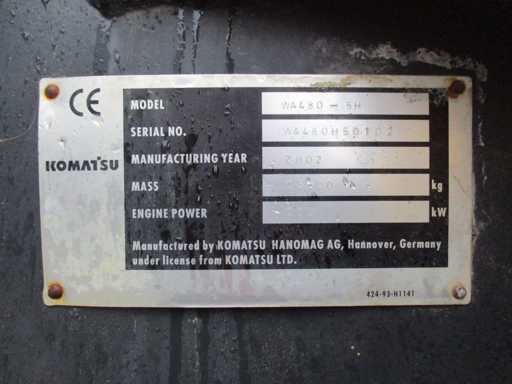 CE
MODEL WA480-5H
SERIAL NO. WA480H50102
MANUFACTURING YEAR
KOMATSU
MASS kg
ENGINE POWER kW
Manufactured by KOMATSU HANOMAG AG, Hannover, Germany
under license from KOMATSU LTD.
424-93-H1141